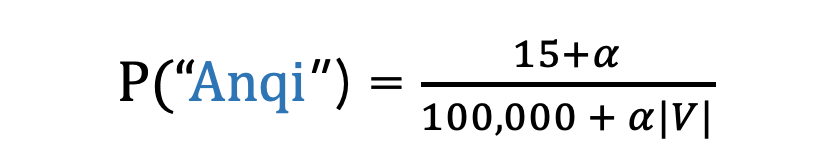 P(“Anqi”) = (15+α)/(100,000 + α|V|)